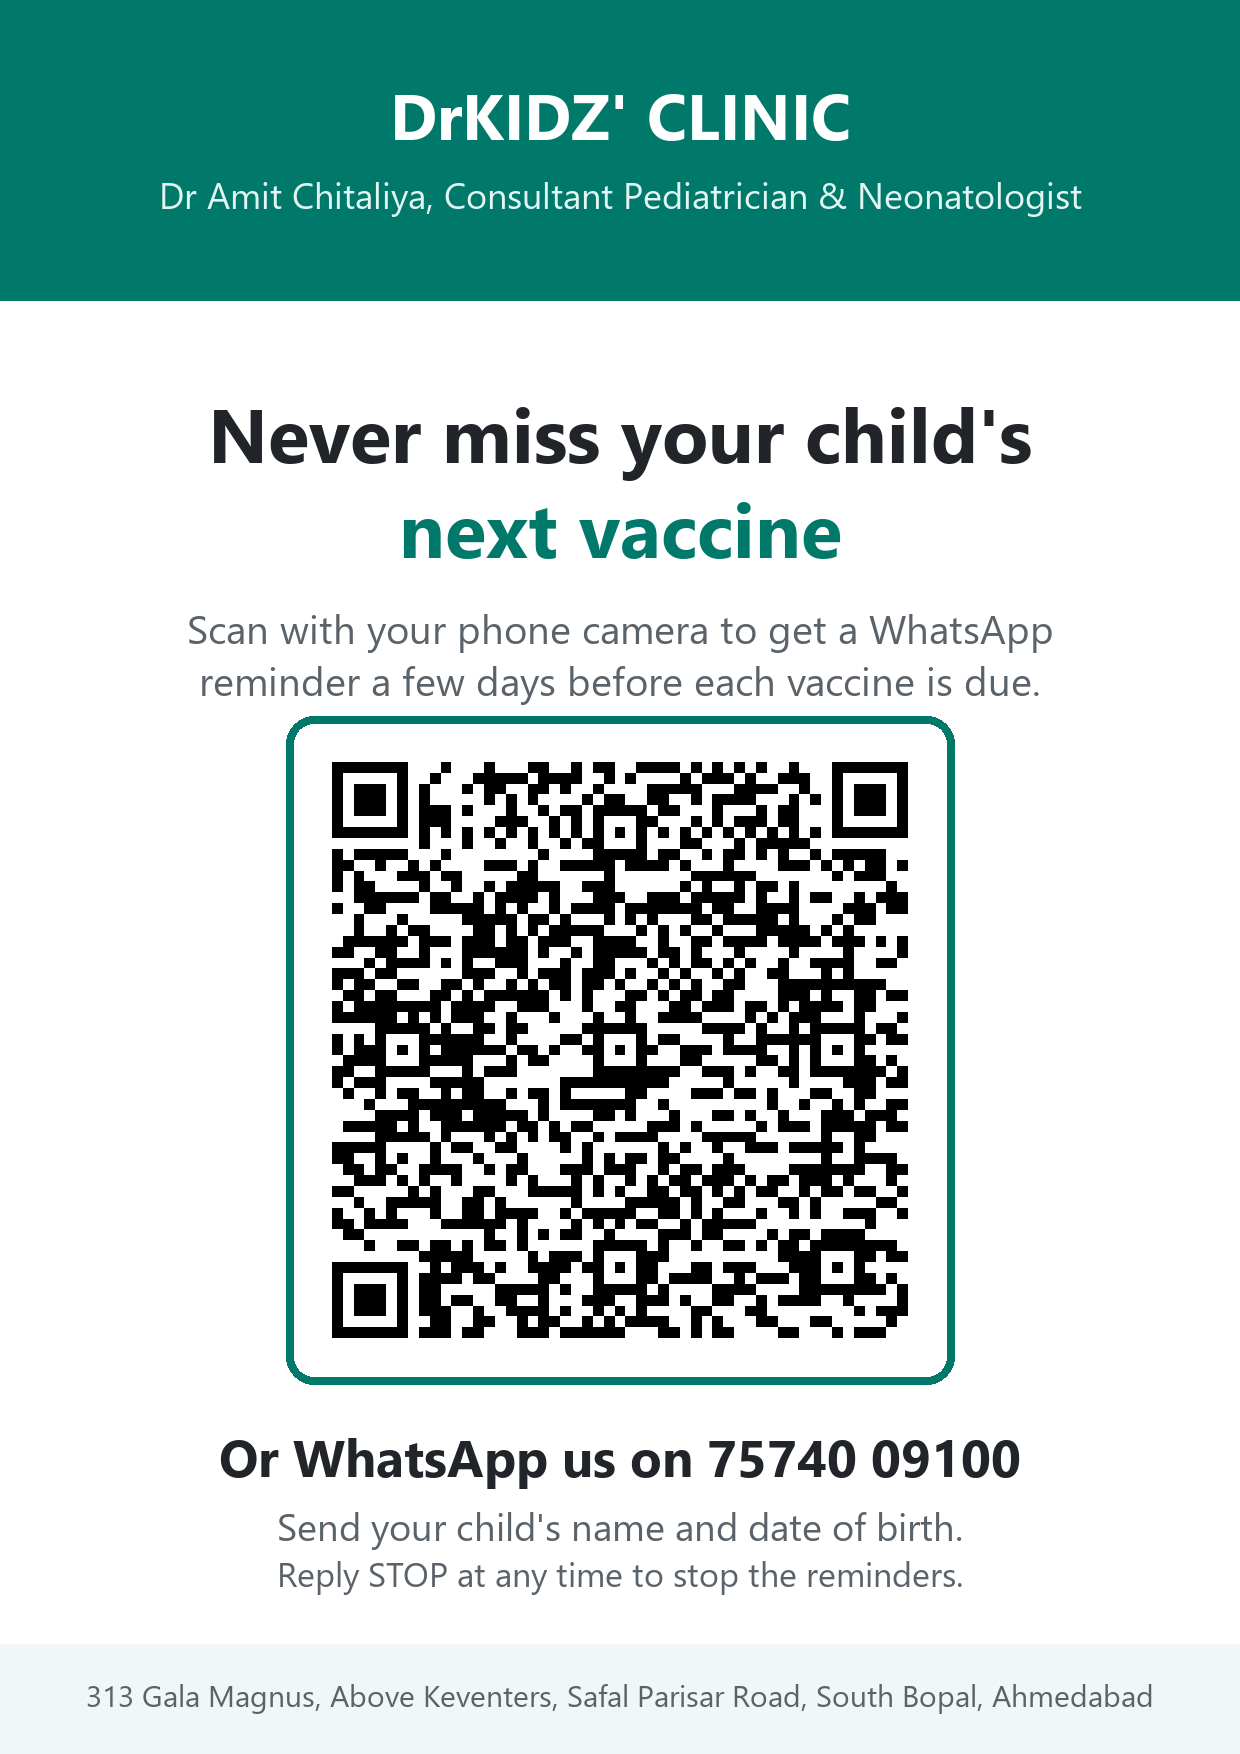 DrKIDZ' CLINIC
Dr Amit Chitaliya, Consultant Pediatrician & Neonatologist
Never miss your child's
next vaccine
Scan with your phone camera to get a WhatsApp
reminder a few days before each vaccine is due.
Or WhatsApp us on 75740 09100
Send your child's name and date of birth.
Reply STOP at any time to stop the reminders.
313 Gala Magnus, Above Keventers, Safal Parisar Road, South Bopal, Ahmedabad